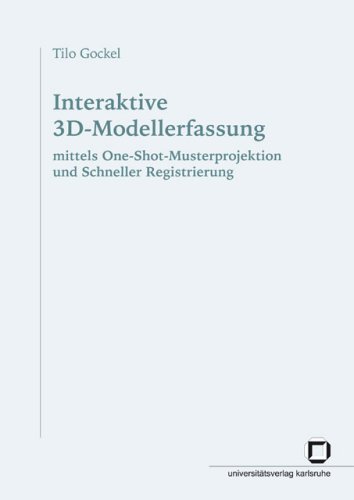 Tilo Gockel
Interaktive
3D-Modellerfassung
mittels One-Shot-Musterprojektion
und Schneller Registrierung
universitätsverlag karlsruhe